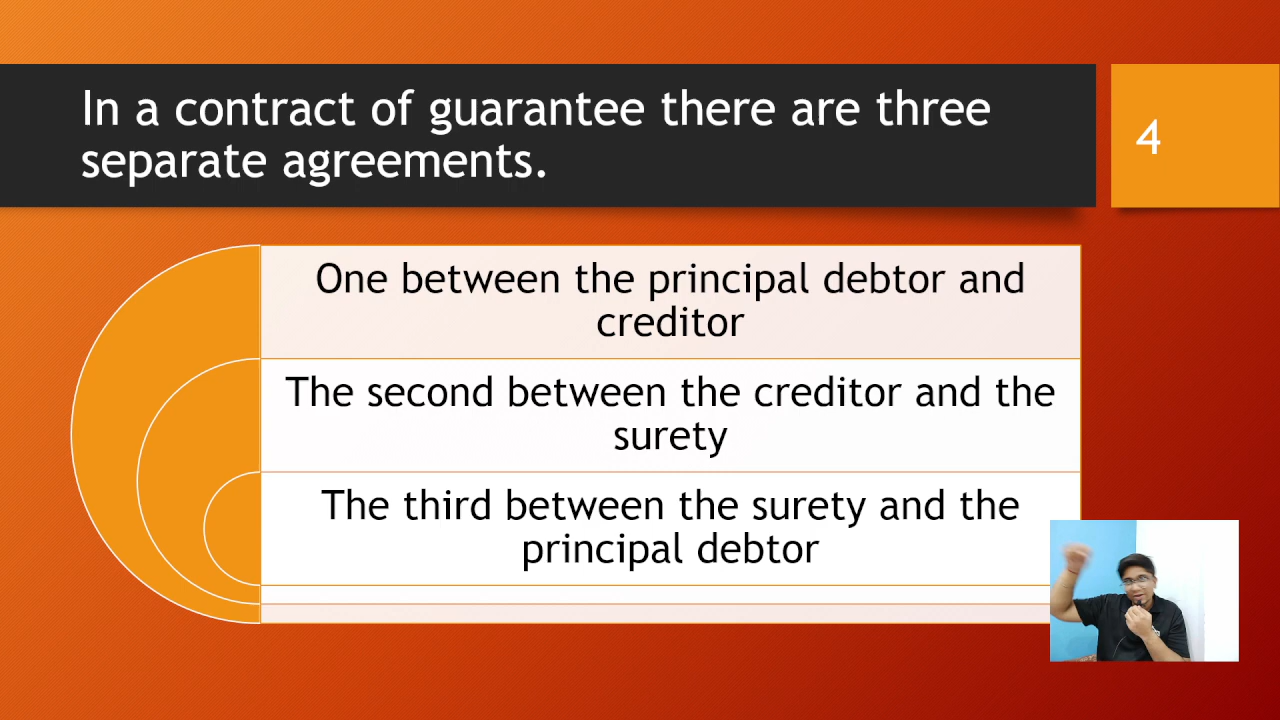 In a contract of guarantee there are three
separate agreements.
4
One between the principal debtor and
creditor
The second between the creditor and the
surety
The third between the surety and the
principal debtor